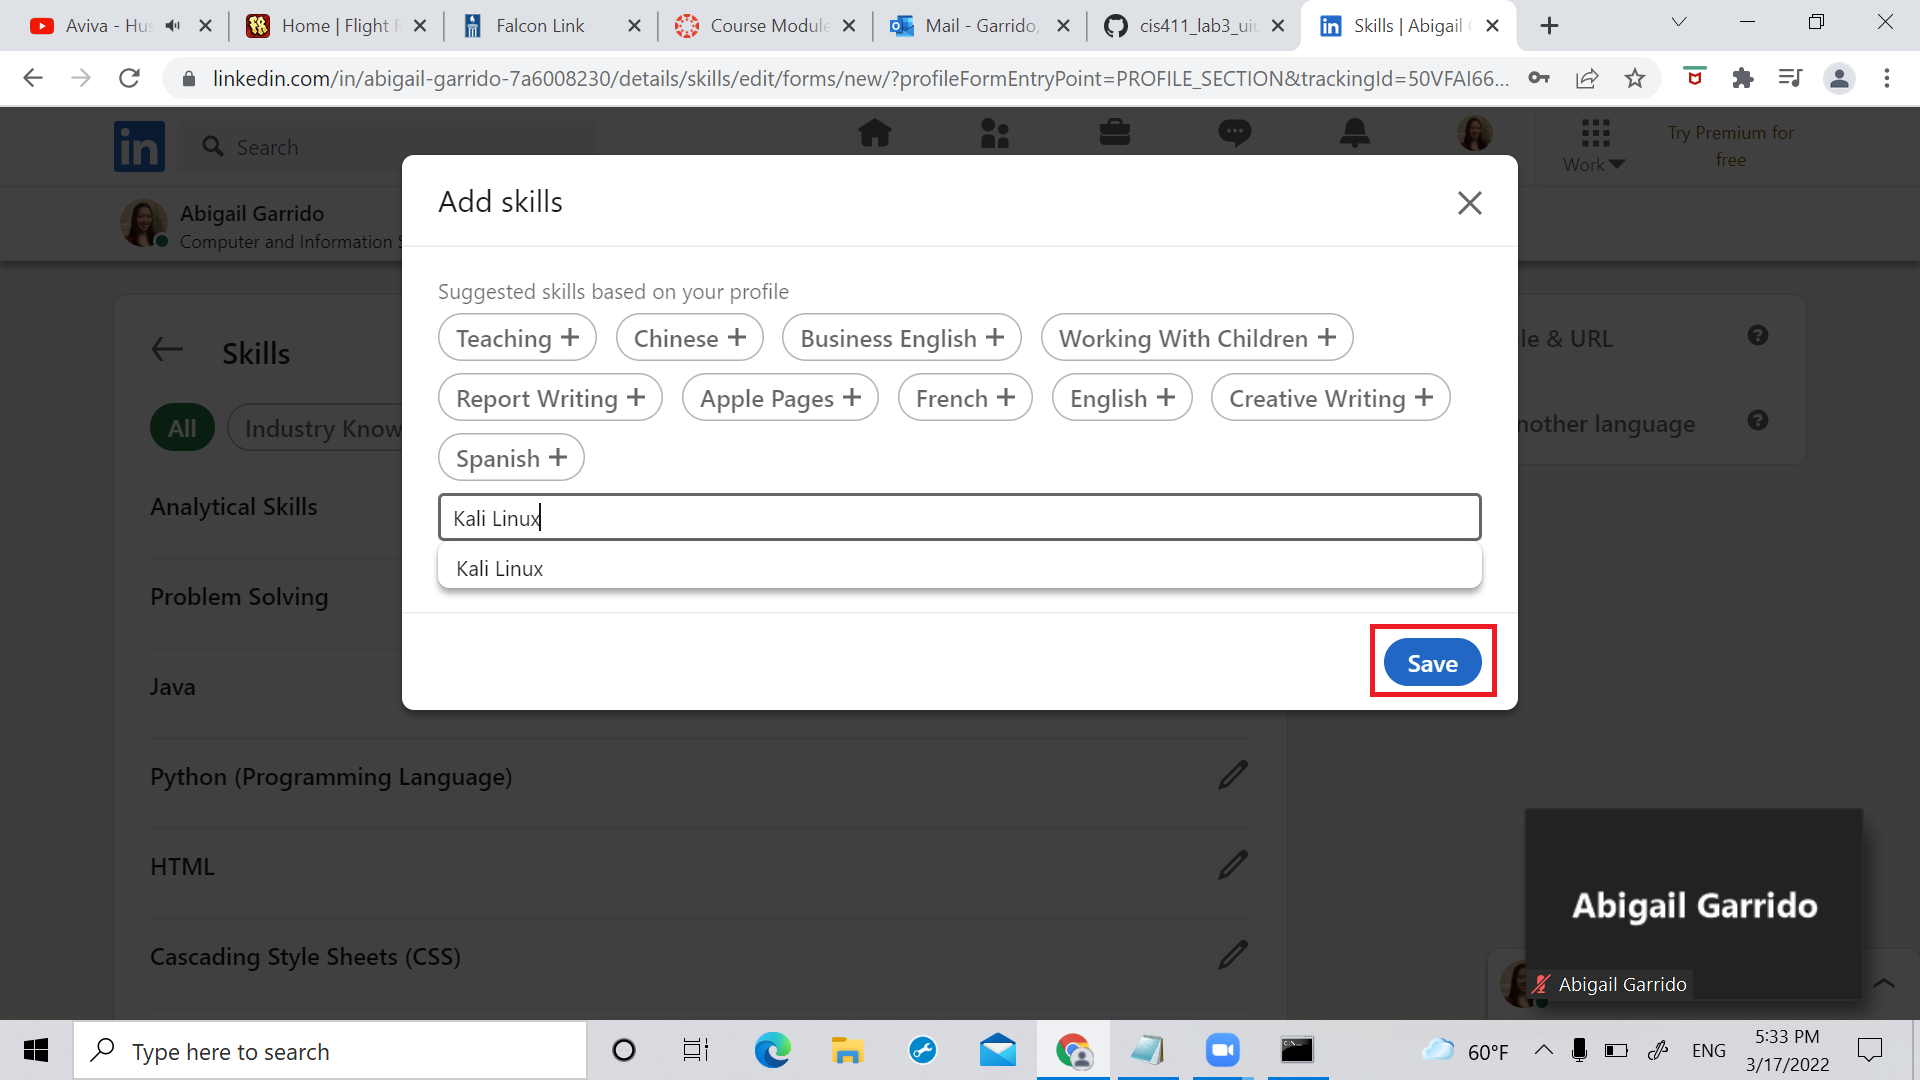 Aviva - Hus
Home | Flight F
Falcon Link
Course Module
Mail - Garrido,
cis411_lab3_uiu
Skills | Abigail G
linkedin.com/in/abigail-garrido-7a6008230/details/skills/edit/forms/new/?profileFormEntryPoint=PROFILE_SECTION&trackingId=50VFAI66...
in
Search
Work
Try Premium for
free
Abigail Garrido
Computer and Information S
Add skills
Suggested skills based on your profile
Teaching +
Chinese +
Business English +
Working With Children +
Report Writing +
Apple Pages +
French +
English +
Creative Writing +
Spanish +
Kali Linux
Kali Linux
Save
Skills
All
Industry Know
Analytical Skills
Problem Solving
Java
Python (Programming Language)
HTML
Cascading Style Sheets (CSS)
le & URL
nother language
Abigail Garrido
Abigail Garrido
Type here to search
60°F
ENG
5:33 PM
3/17/2022